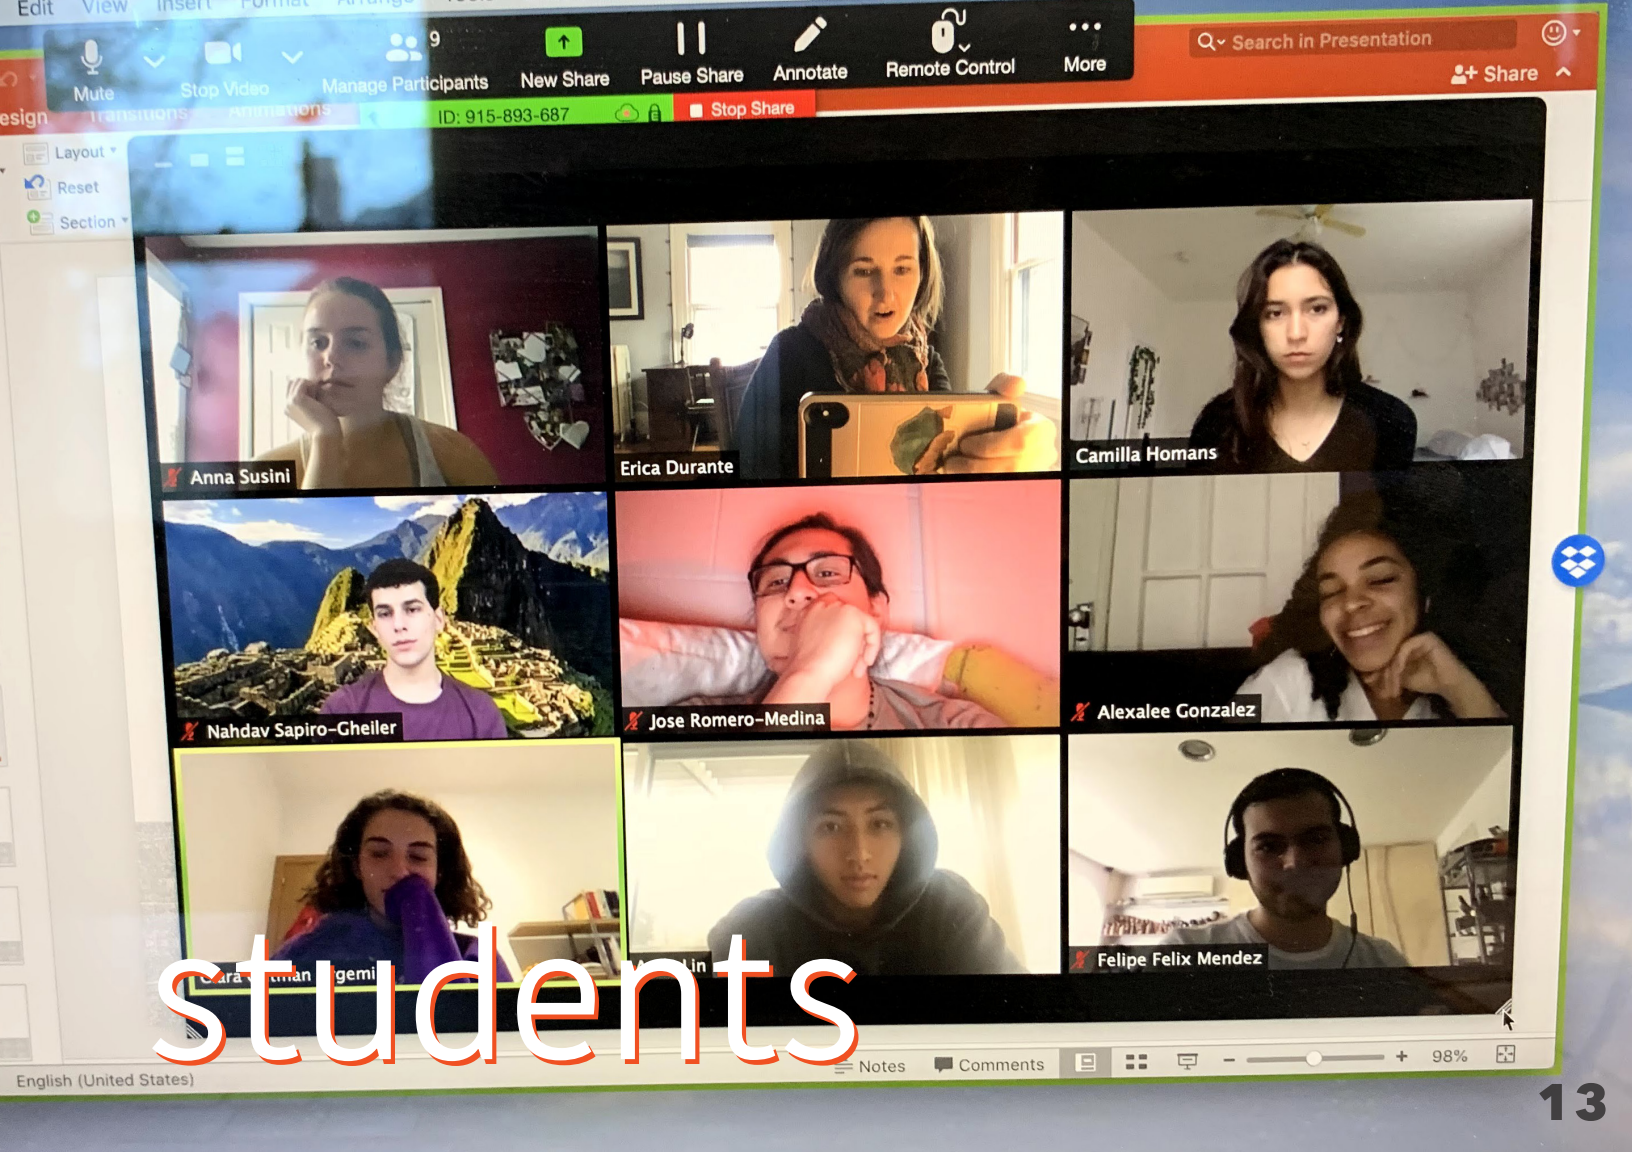 Edit View Insert Format Arrange
9
Mute Stop Video Manage Participants New Share Pause Share Annotate Remote Control More
Search in Presentation
Share
esign Transitions Animations
ID: 915-893-687 Stop Share
Layout
Reset
Section
Anna Susini
Erica Durante
Camilla Homans
Nahdav Sapiro-Gheiler
Jose Romero-Medina
Alexalee Gonzalez
Lin
Felipe Felix Mendez
students
Notes Comments 98%
English (United States)
13